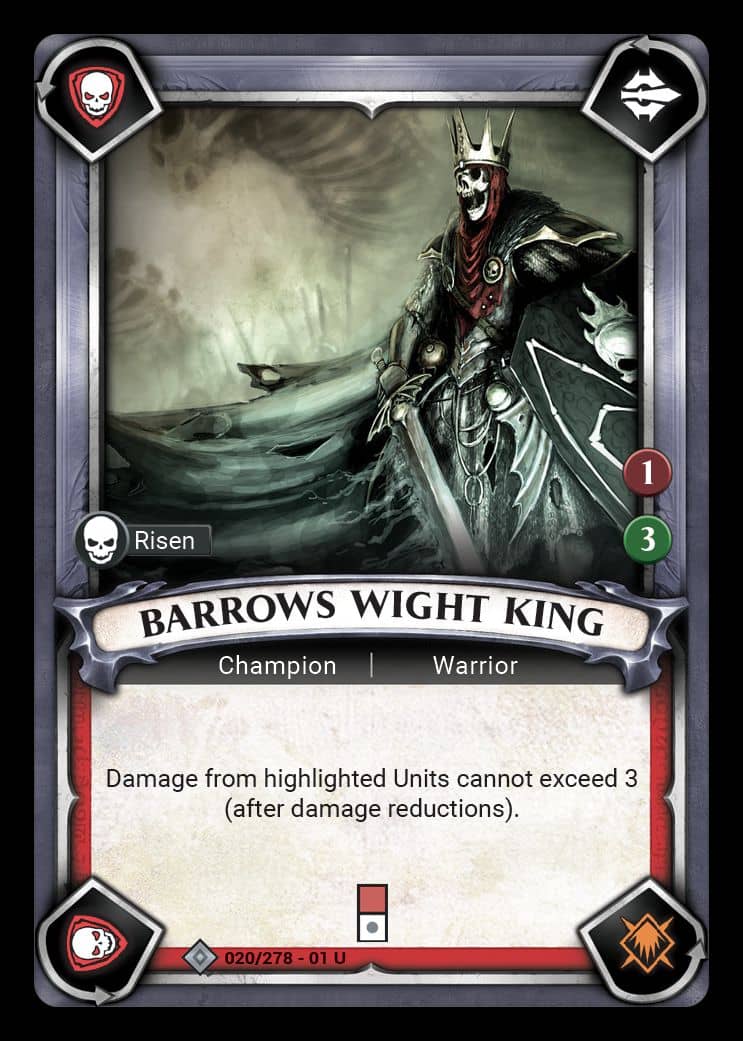 1
Risen
3
BARROWS WIGHT KING
Champion | Warrior
Damage from highlighted Units cannot exceed 3
(after damage reductions).
020/278 - 01 U